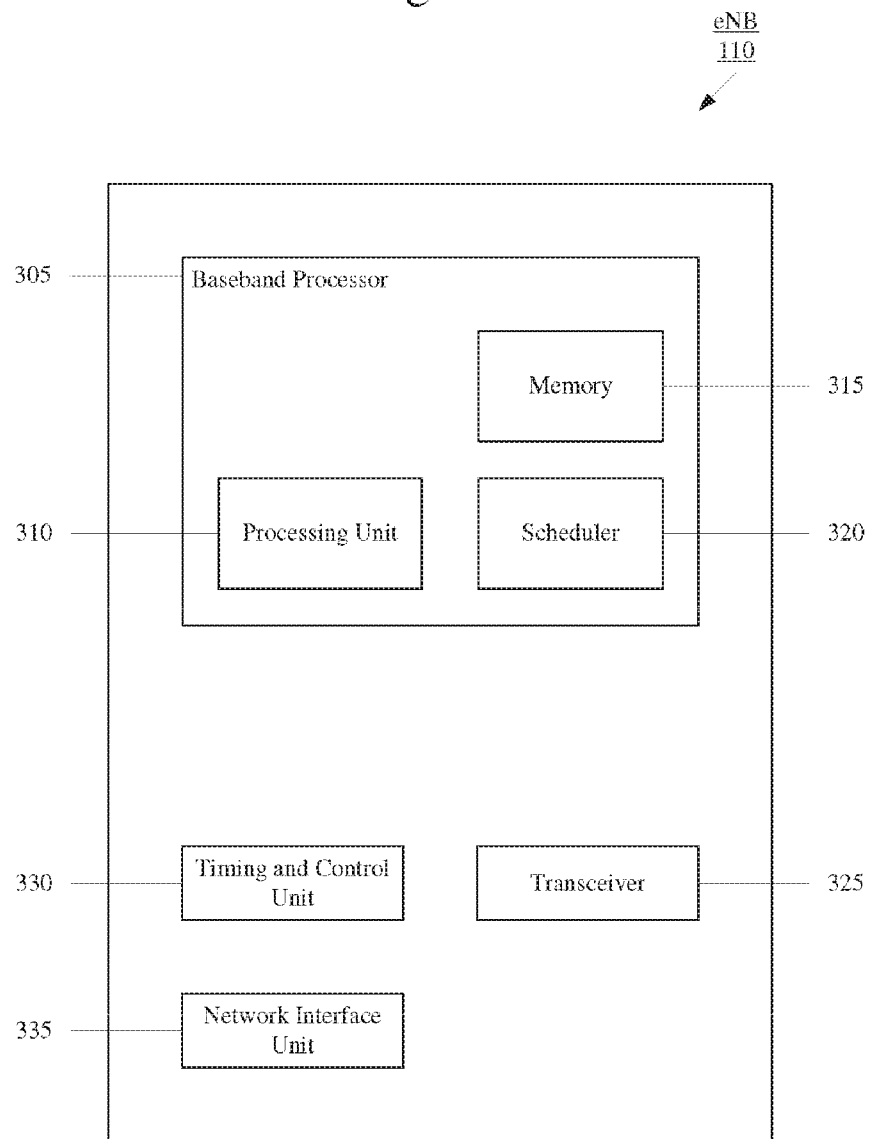 eNB
110
305
Baseband Processor
Memory
315
310
Processing Unit
Scheduler
320
330
Timing and Control
Unit
Transceiver
325
335
Network Interface
Unit